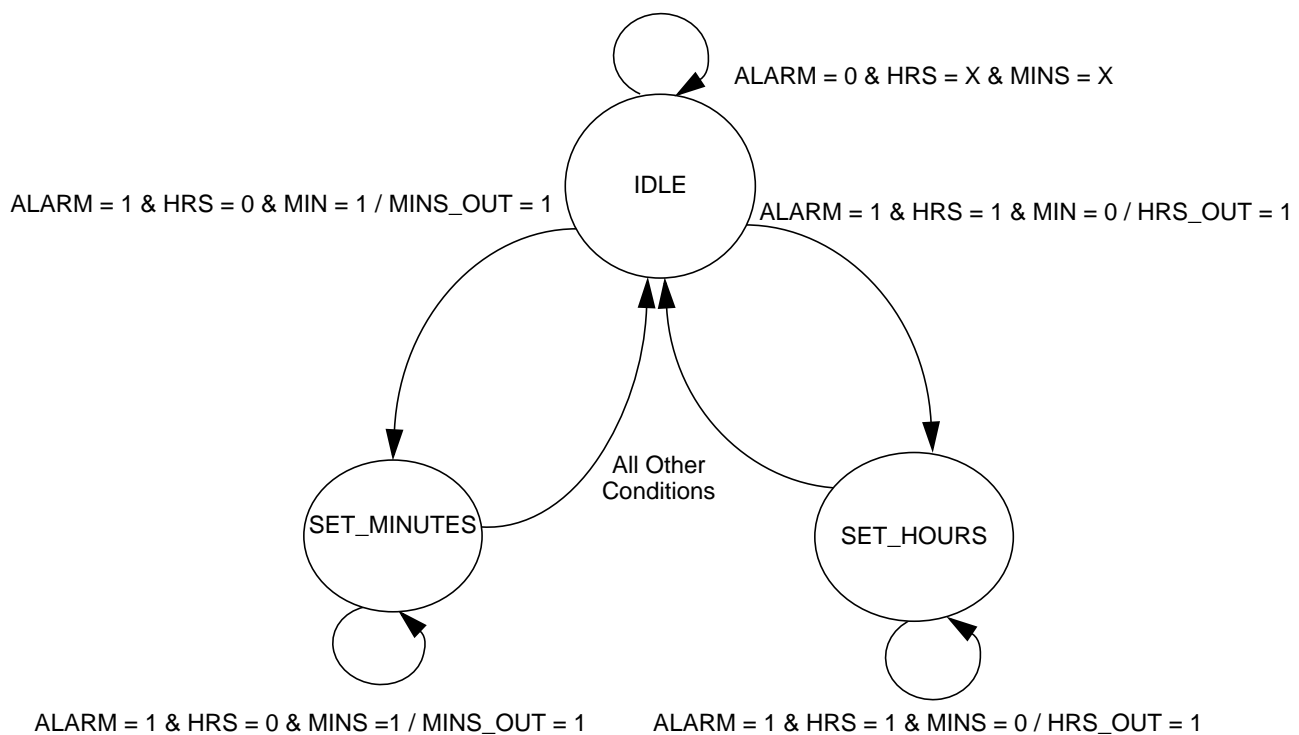 ALARM = 0 & HRS = X & MINS = X
IDLE
ALARM = 1 & HRS = 0 & MIN = 1 / MINS_OUT = 1
ALARM = 1 & HRS = 1 & MIN = 0 / HRS_OUT = 1
All Other
Conditions
SET_MINUTES
SET_HOURS
ALARM = 1 & HRS = 0 & MINS =1 / MINS_OUT = 1
ALARM = 1 & HRS = 1 & MINS = 0 / HRS_OUT = 1